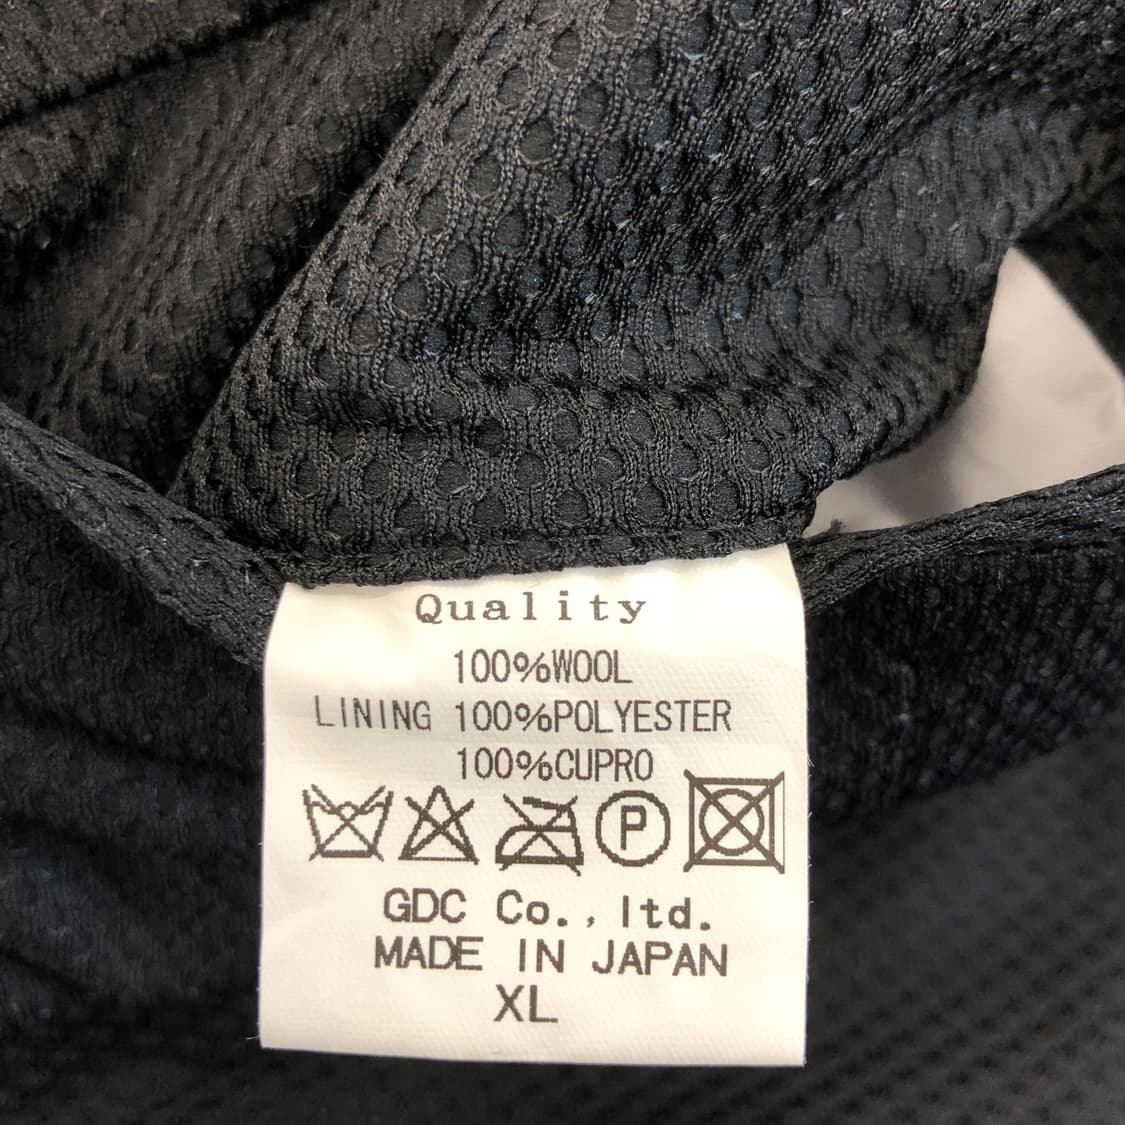 Quality
100%WOOL
LINING 100%POLYESTER
100%CUPRO
P
GDC Co.,ltd.
MADE IN JAPAN
XL